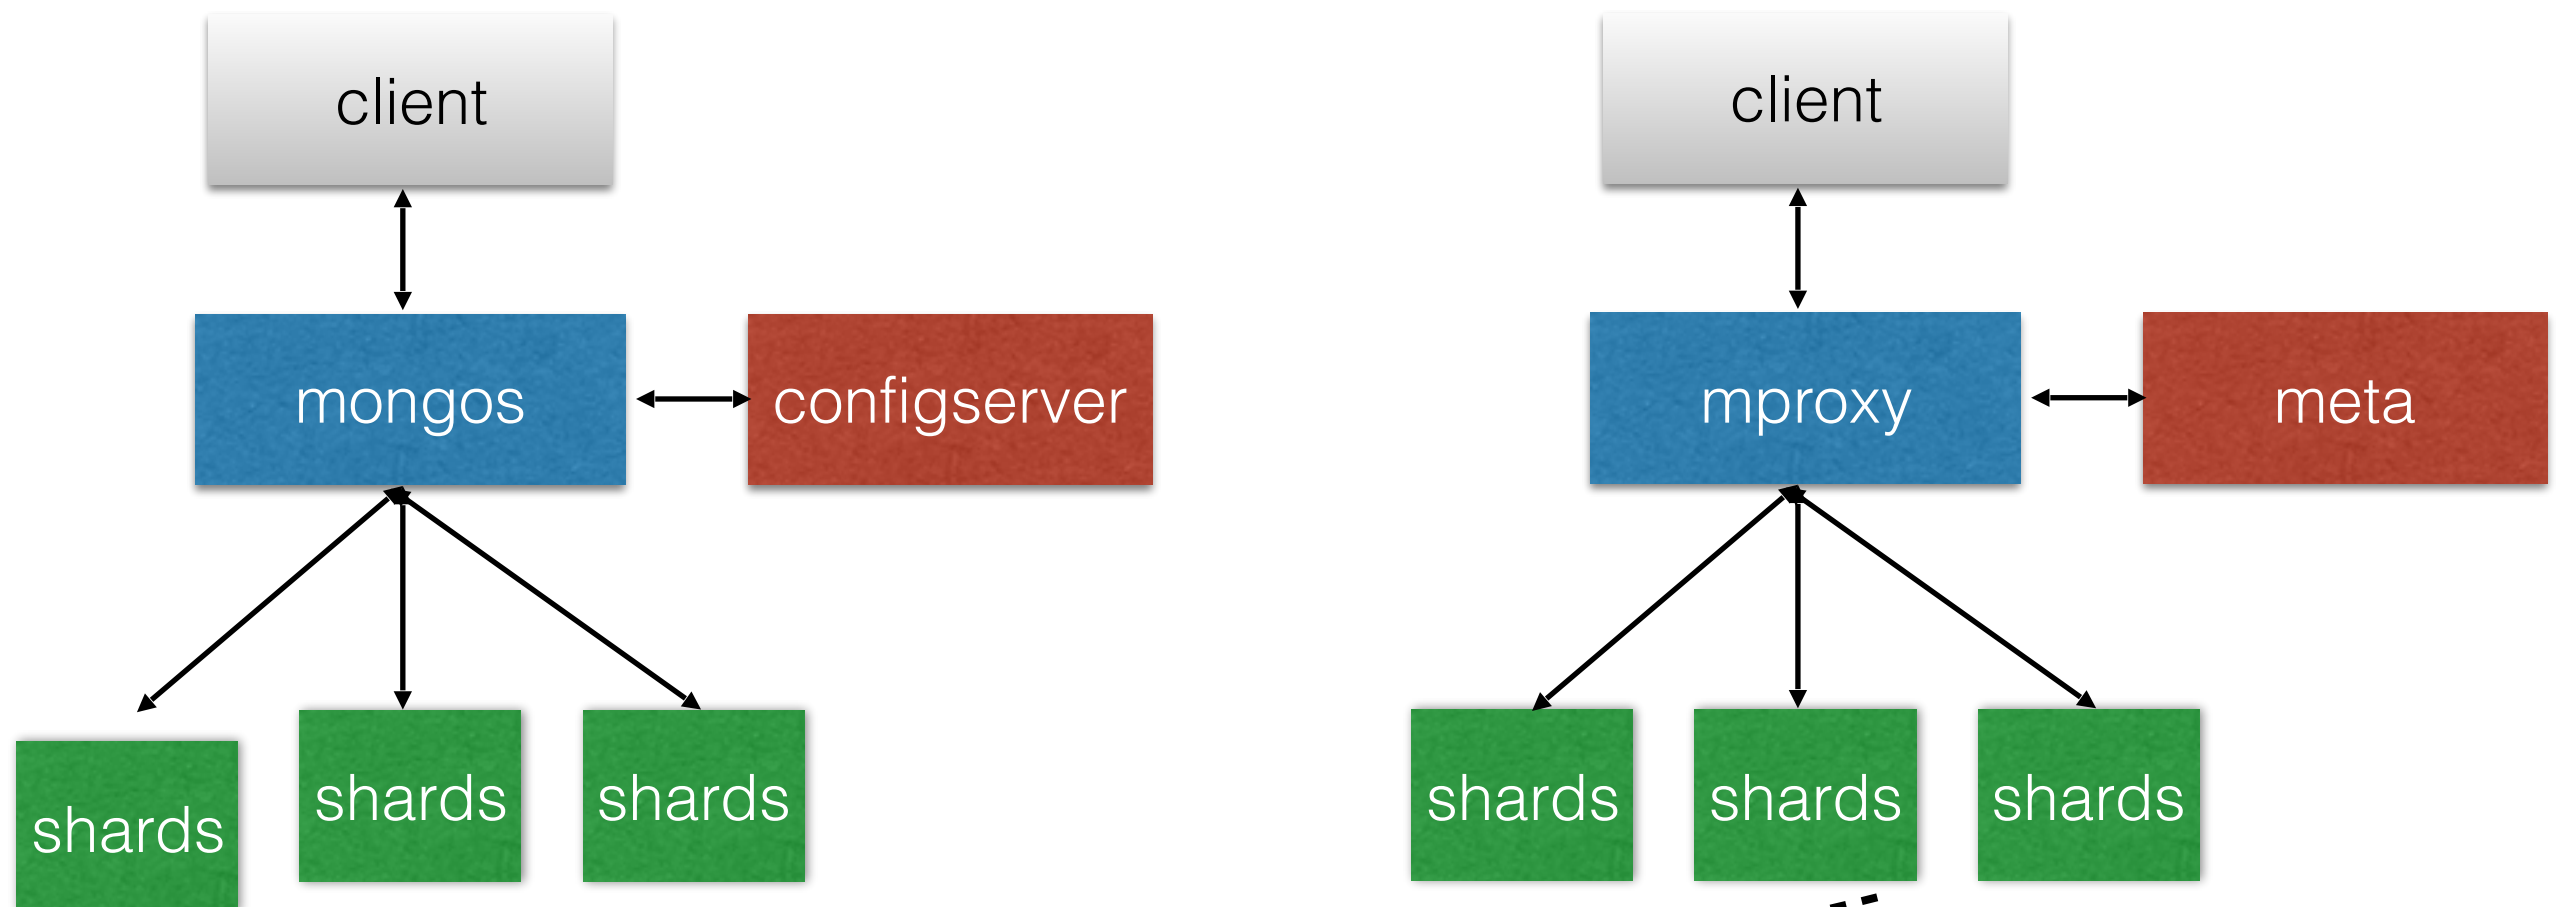 client
mongos
configserver
shards
shards
shards
client
mproxy
meta
shards
shards
shards